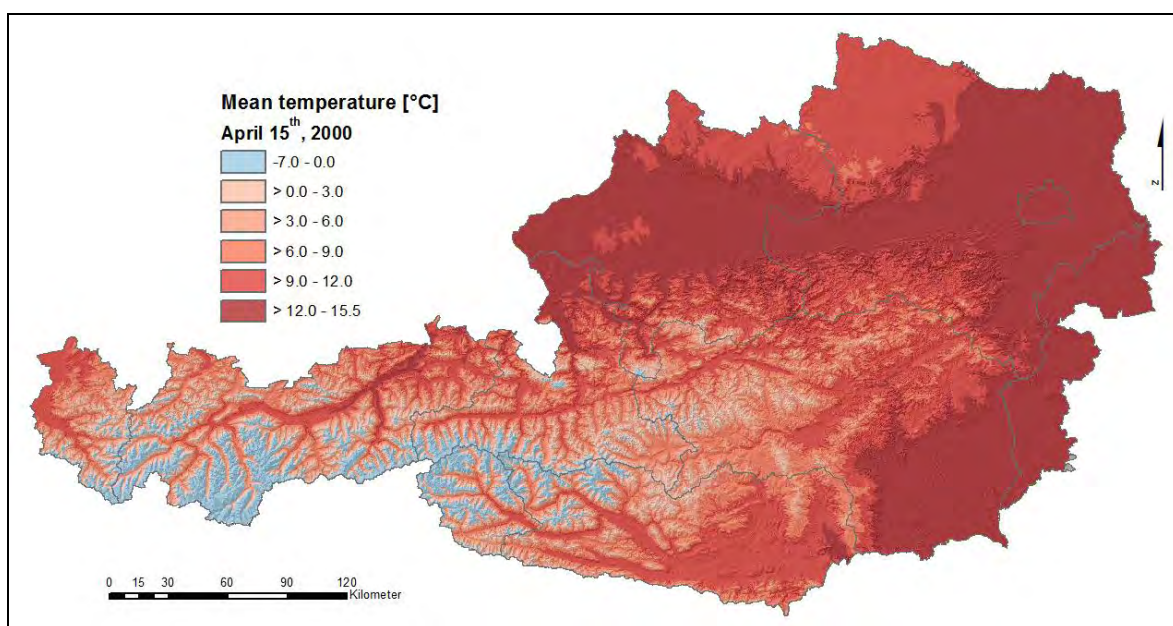 Mean temperature [°C]
April 15th, 2000
-7.0 - 0.0
> 0.0 - 3.0
> 3.0 - 6.0
> 6.0 - 9.0
> 9.0 - 12.0
> 12.0 - 15.5
N
0 15 30 60 90 120
Kilometer